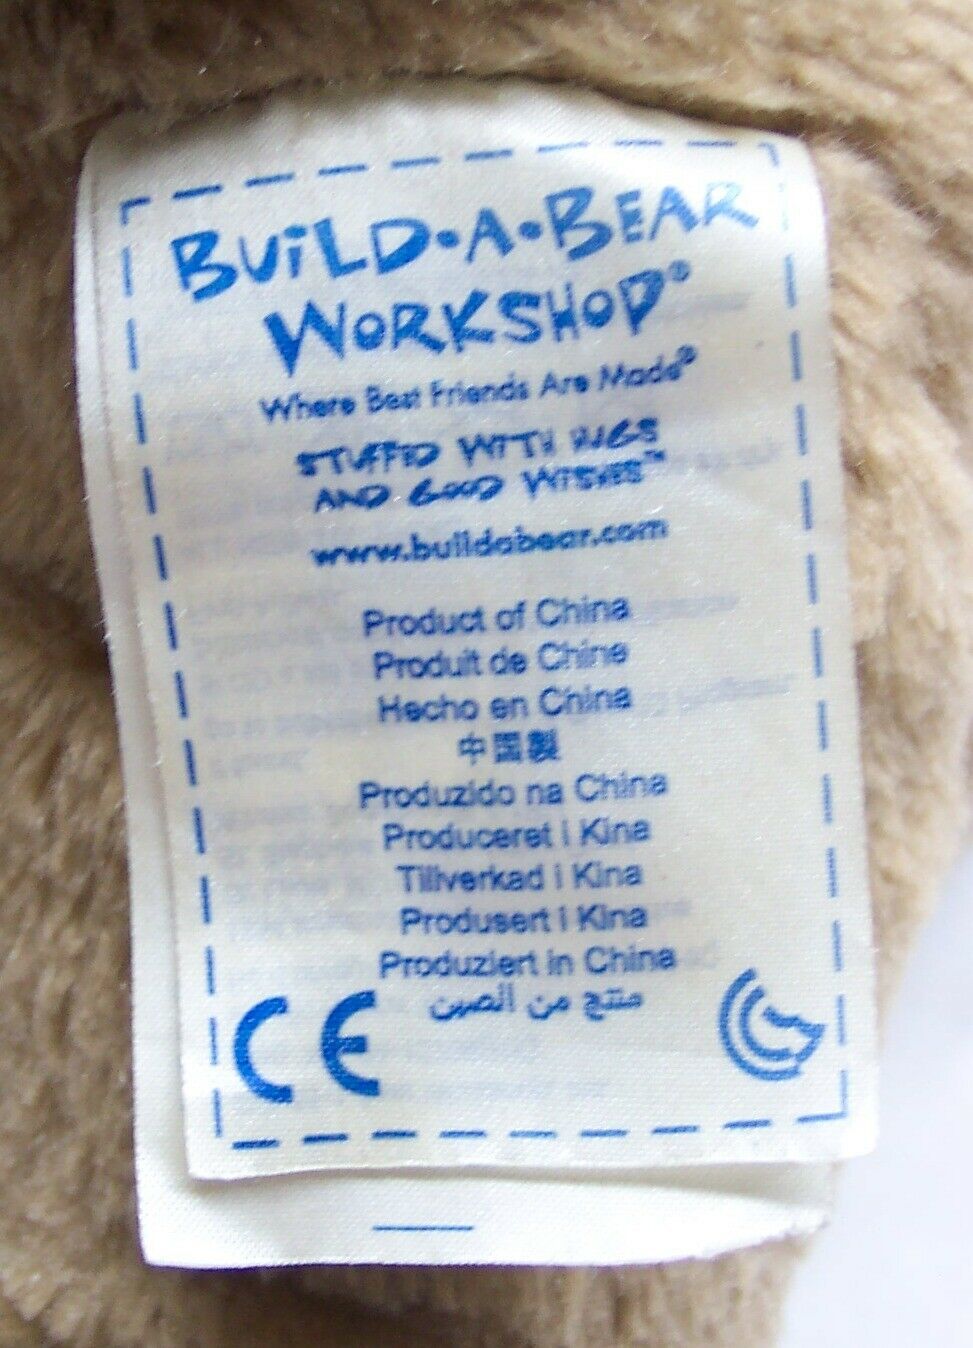 BUiLD•A•BEAR
WORKSHOP®
Where Best Friends Are Made®
STUFFED WITH HUGS
AND GOOD WISHES™
www.buildabear.com
Product of China
Produit de Chine
Hecho en China
中国製
Produzido na China
Produceret i Kina
Tillverkad i Kina
Produsert i Kina
Produziert in China
منتج من الصين
CE